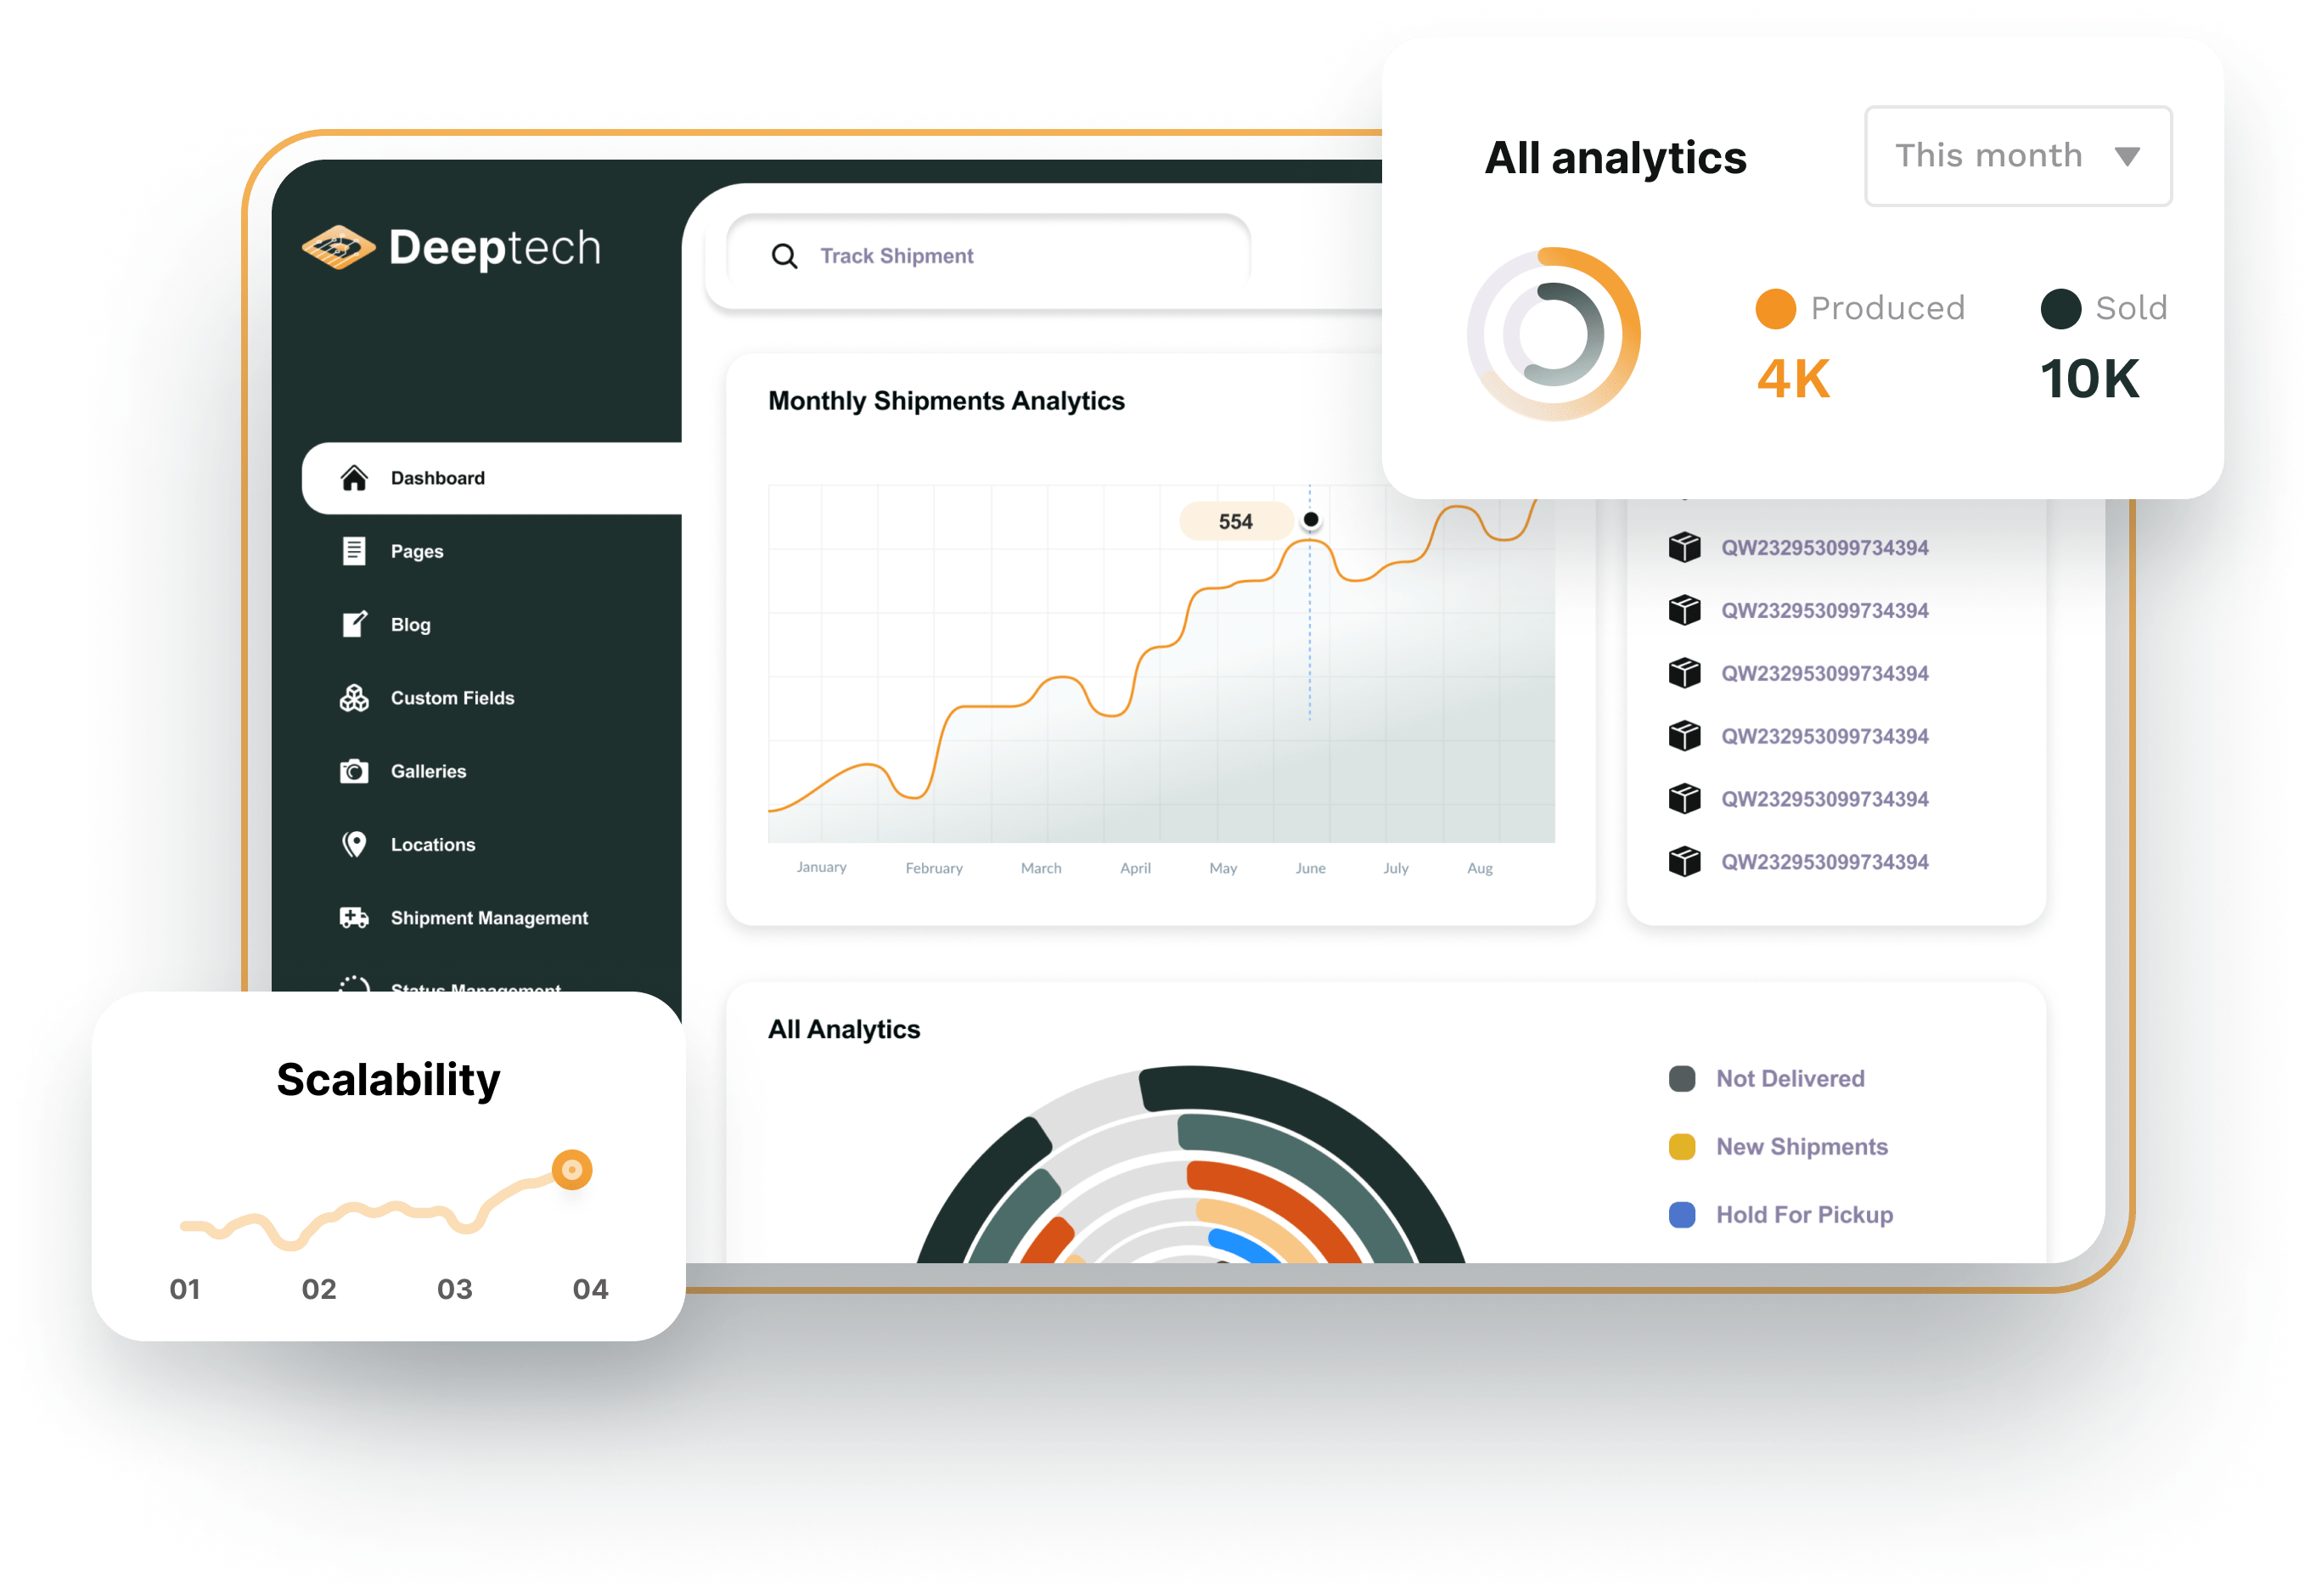 All analytics
This month
Produced
Sold
4K
10K
Deeptech
Track Shipment
Dashboard
Pages
Blog
Custom Fields
Galleries
Locations
Shipment Management
Status Management
Monthly Shipments Analytics
554
January February March April May June July Aug
QW232953099734394
QW232953099734394
QW232953099734394
QW232953099734394
QW232953099734394
QW232953099734394
All Analytics
Not Delivered
New Shipments
Hold For Pickup
Scalability
01 02 03 04